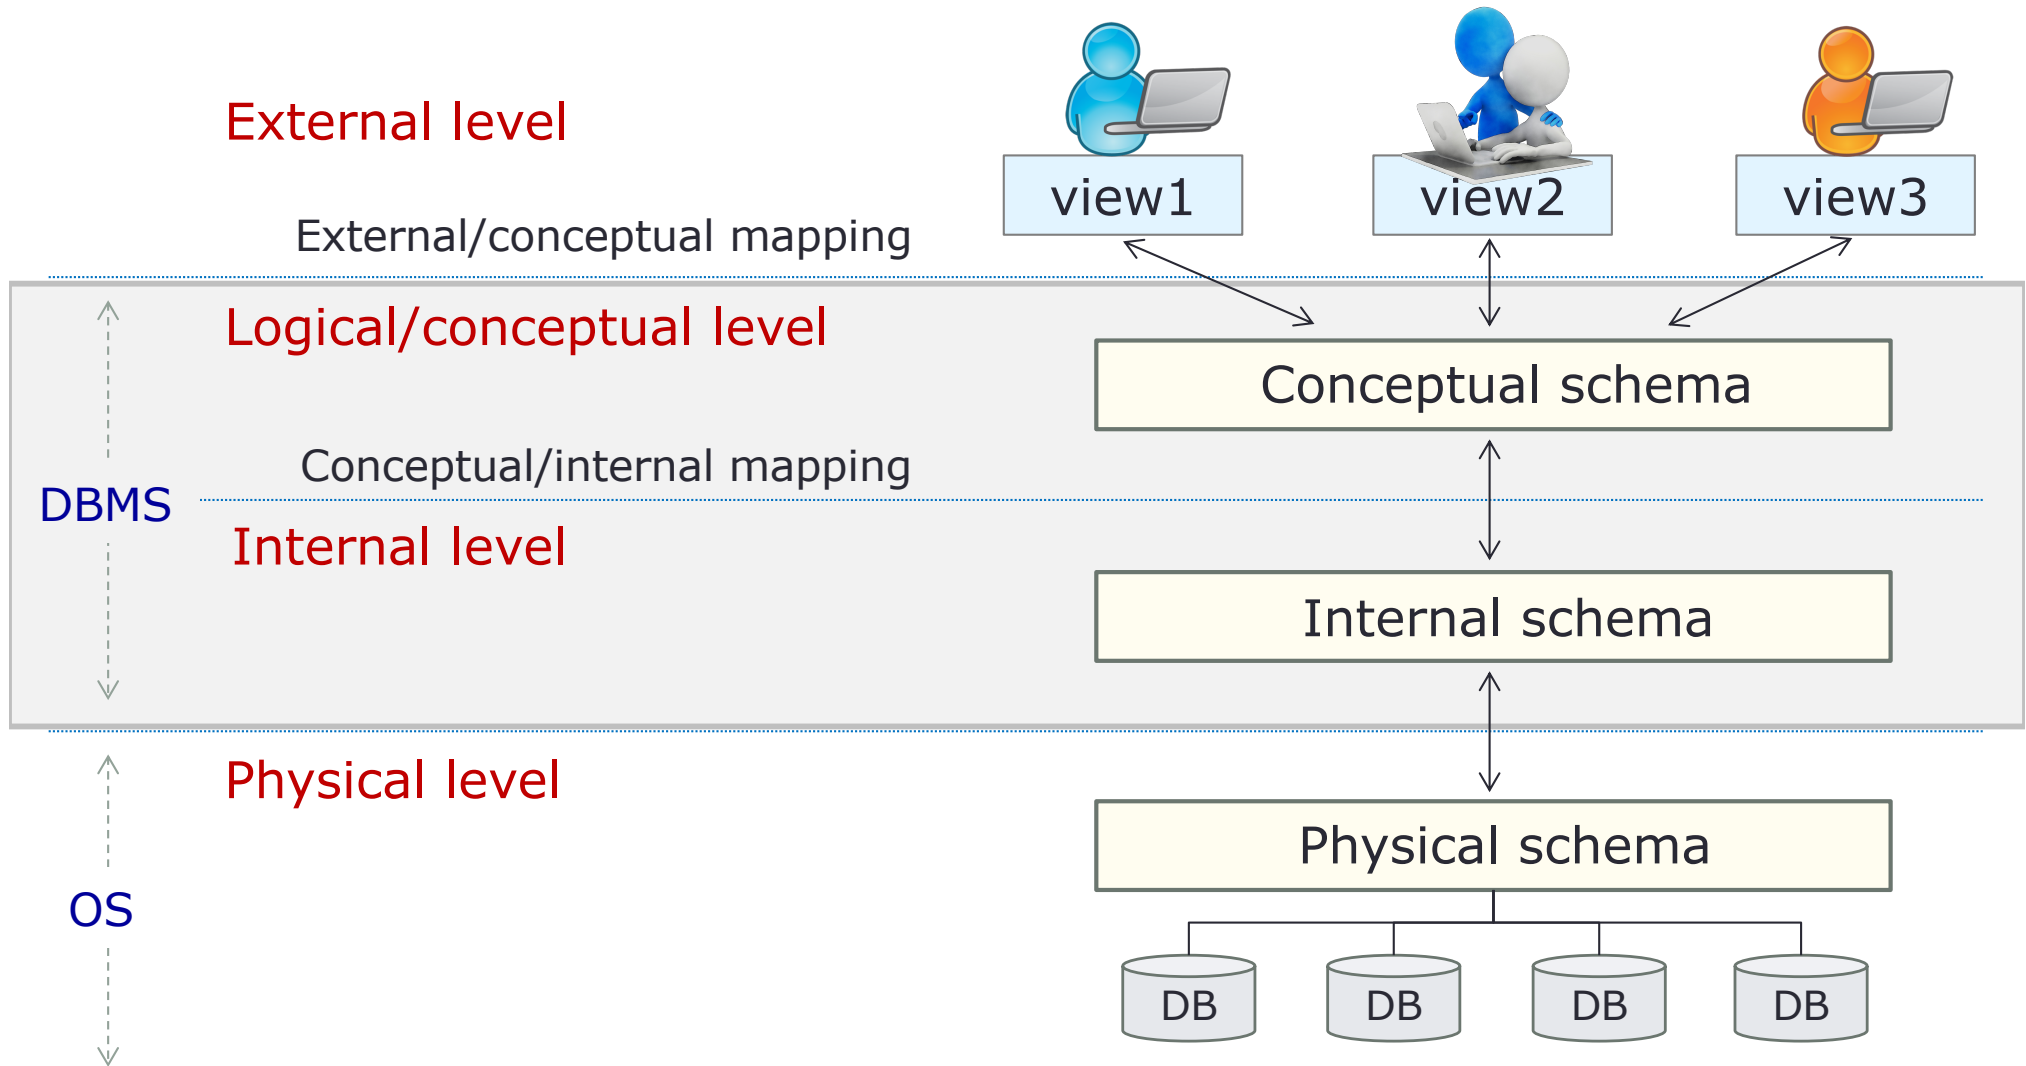 External level
view1
view2
view3
External/conceptual mapping
Logical/conceptual level
Conceptual schema
Conceptual/internal mapping
DBMS
Internal level
Internal schema
Physical level
Physical schema
OS
DB
DB
DB
DB